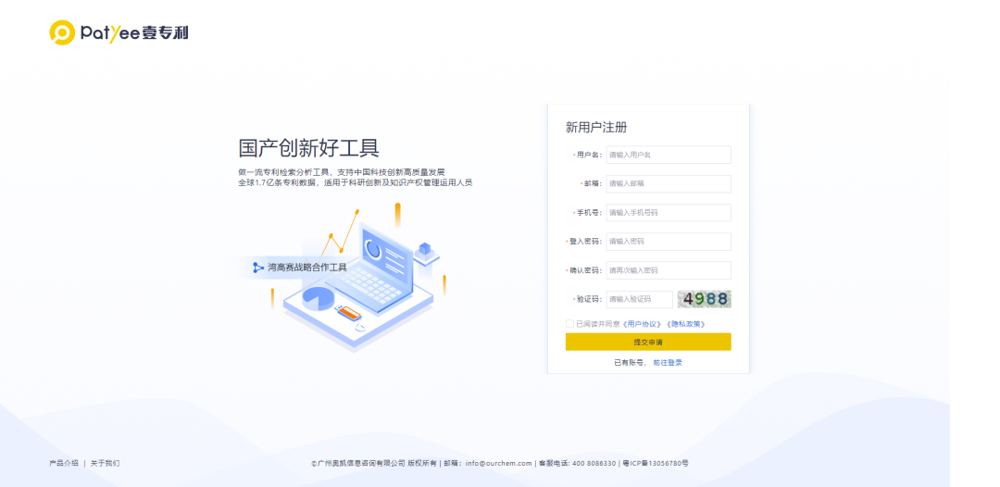 Patyee壹专利
国产创新好工具
做一流专利检索分析工具，支持中国科技创新高质量发展
全球1.7亿条专利数据，适用于科研创新及知识产权管理运用人员
湾高赛战略合作工具
新用户注册
*用户名： 请输入用户名
*邮箱： 请输入邮箱
*手机号： 请输入手机号码
*登入密码： 请输入密码
*确认密码： 请再次输入密码
*验证码： 请输入验证码 4988
已阅读并同意《用户协议》《隐私政策》
提交申请
已有账号， 前往登录
产品介绍 | 关于我们
©广州奥凯信息咨询有限公司 版权所有 | 邮箱：info@ourchem.com | 客服电话: 400 8086330 | 粤ICP备13056780号